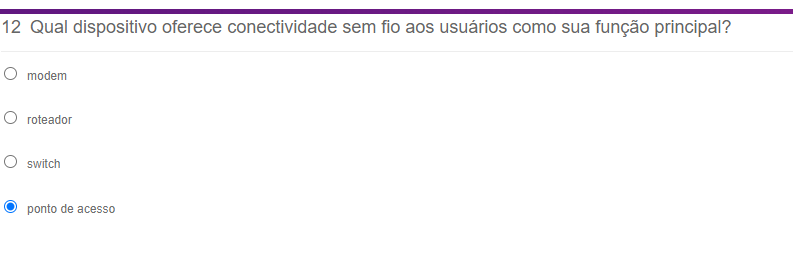 12 Qual dispositivo oferece conectividade sem fio aos usuários como sua função principal?
modem
roteador
switch
ponto de acesso